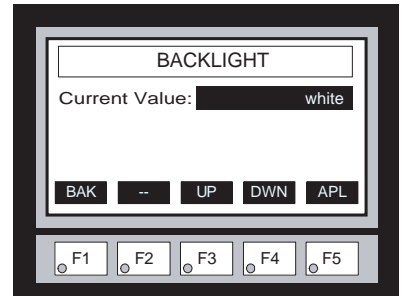 BACKLIGHT
Current Value: white
BAK -- UP DWN APL
F1 F2 F3 F4 F5